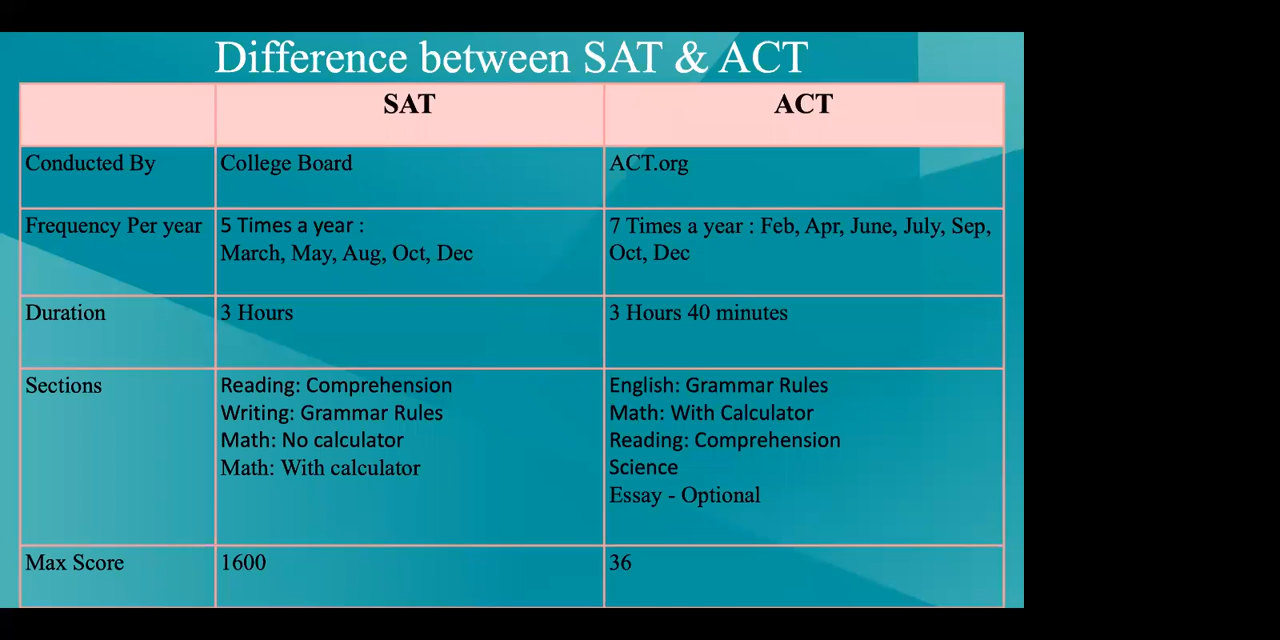 Difference between SAT & ACT
SAT
ACT
Conducted By
College Board
ACT.org
Frequency Per year
5 Times a year :
March, May, Aug, Oct, Dec
7 Times a year : Feb, Apr, June, July, Sep,
Oct, Dec
Duration
3 Hours
3 Hours 40 minutes
Sections
Reading: Comprehension
Writing: Grammar Rules
Math: No calculator
Math: With calculator
English: Grammar Rules
Math: With Calculator
Reading: Comprehension
Science
Essay - Optional
Max Score
1600
36